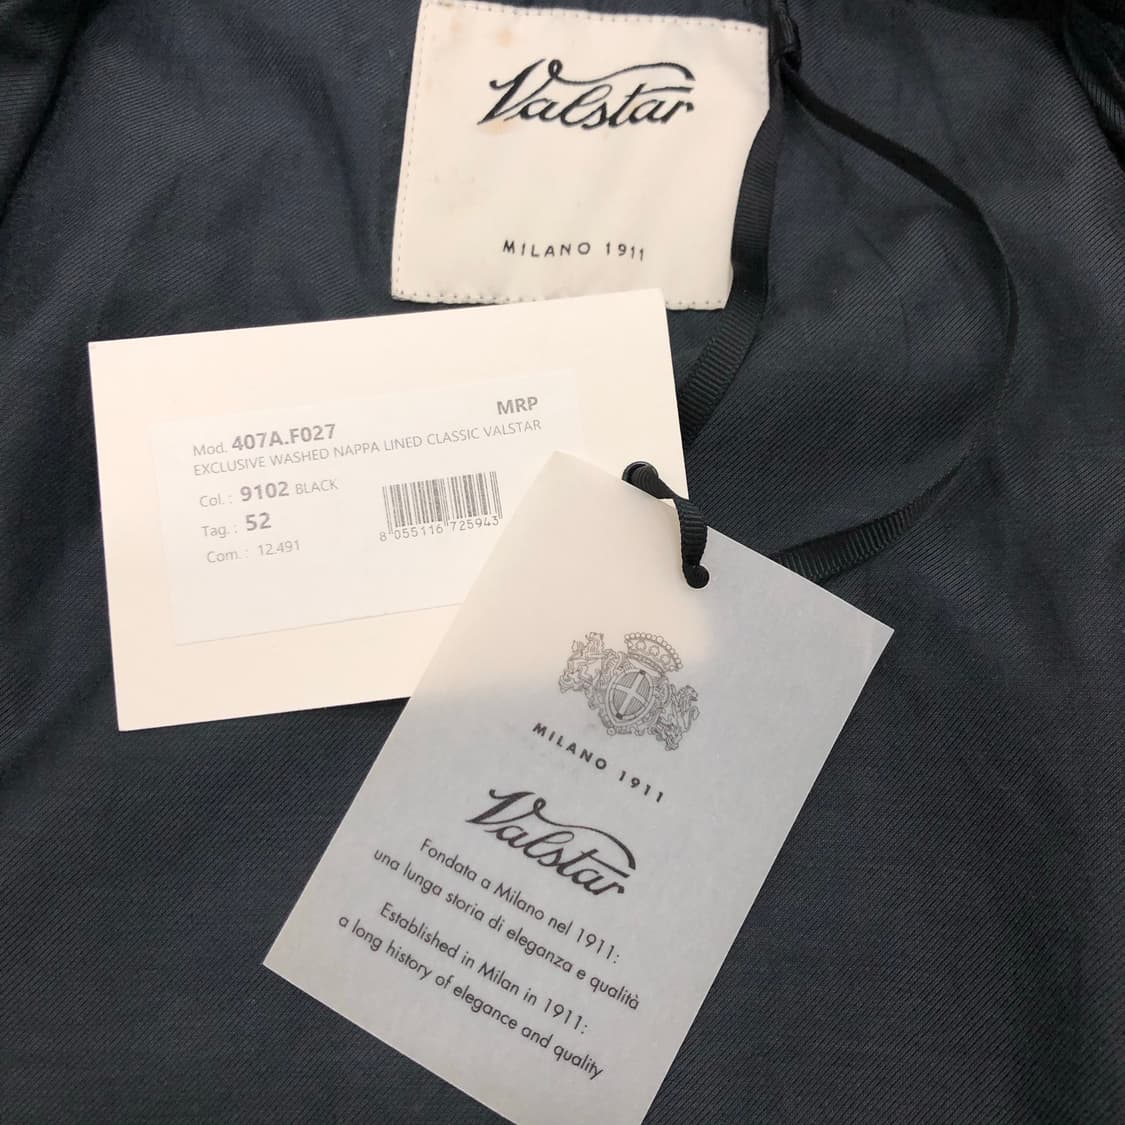 Valstar
MILANO 1911
MRP
Mod. 407A.F027
EXCLUSIVE WASHED NAPPA LINED CLASSIC VALSTAR
Col.: 9102 BLACK
Tag.: 52
Com.: 12.491
8 055116 725943
MILANO 1911
Valstar
Fondata a Milano nel 1911:
una lunga storia di eleganza e qualità
Established in Milan in 1911:
a long history of elegance and quality